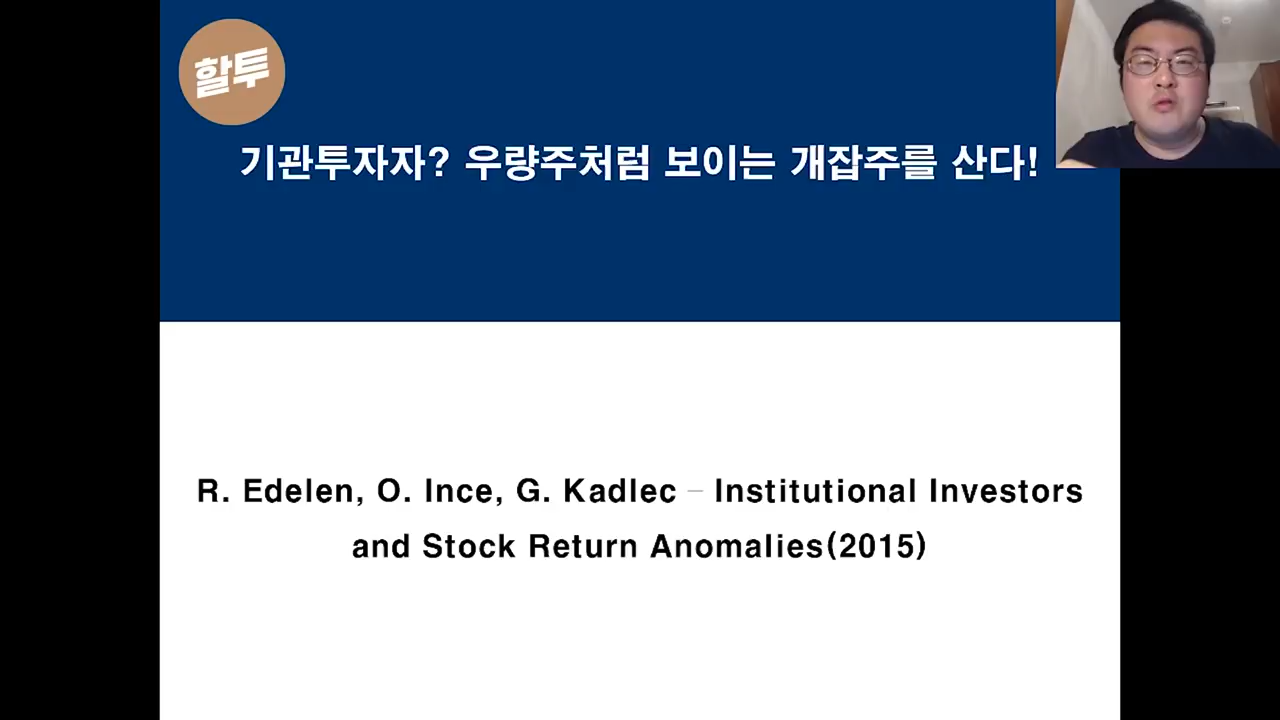 할투
기관투자자? 우량주처럼 보이는 개잡주를 산다!
R. Edelen, O. Ince, G. Kadlec – Institutional Investors
and Stock Return Anomalies(2015)